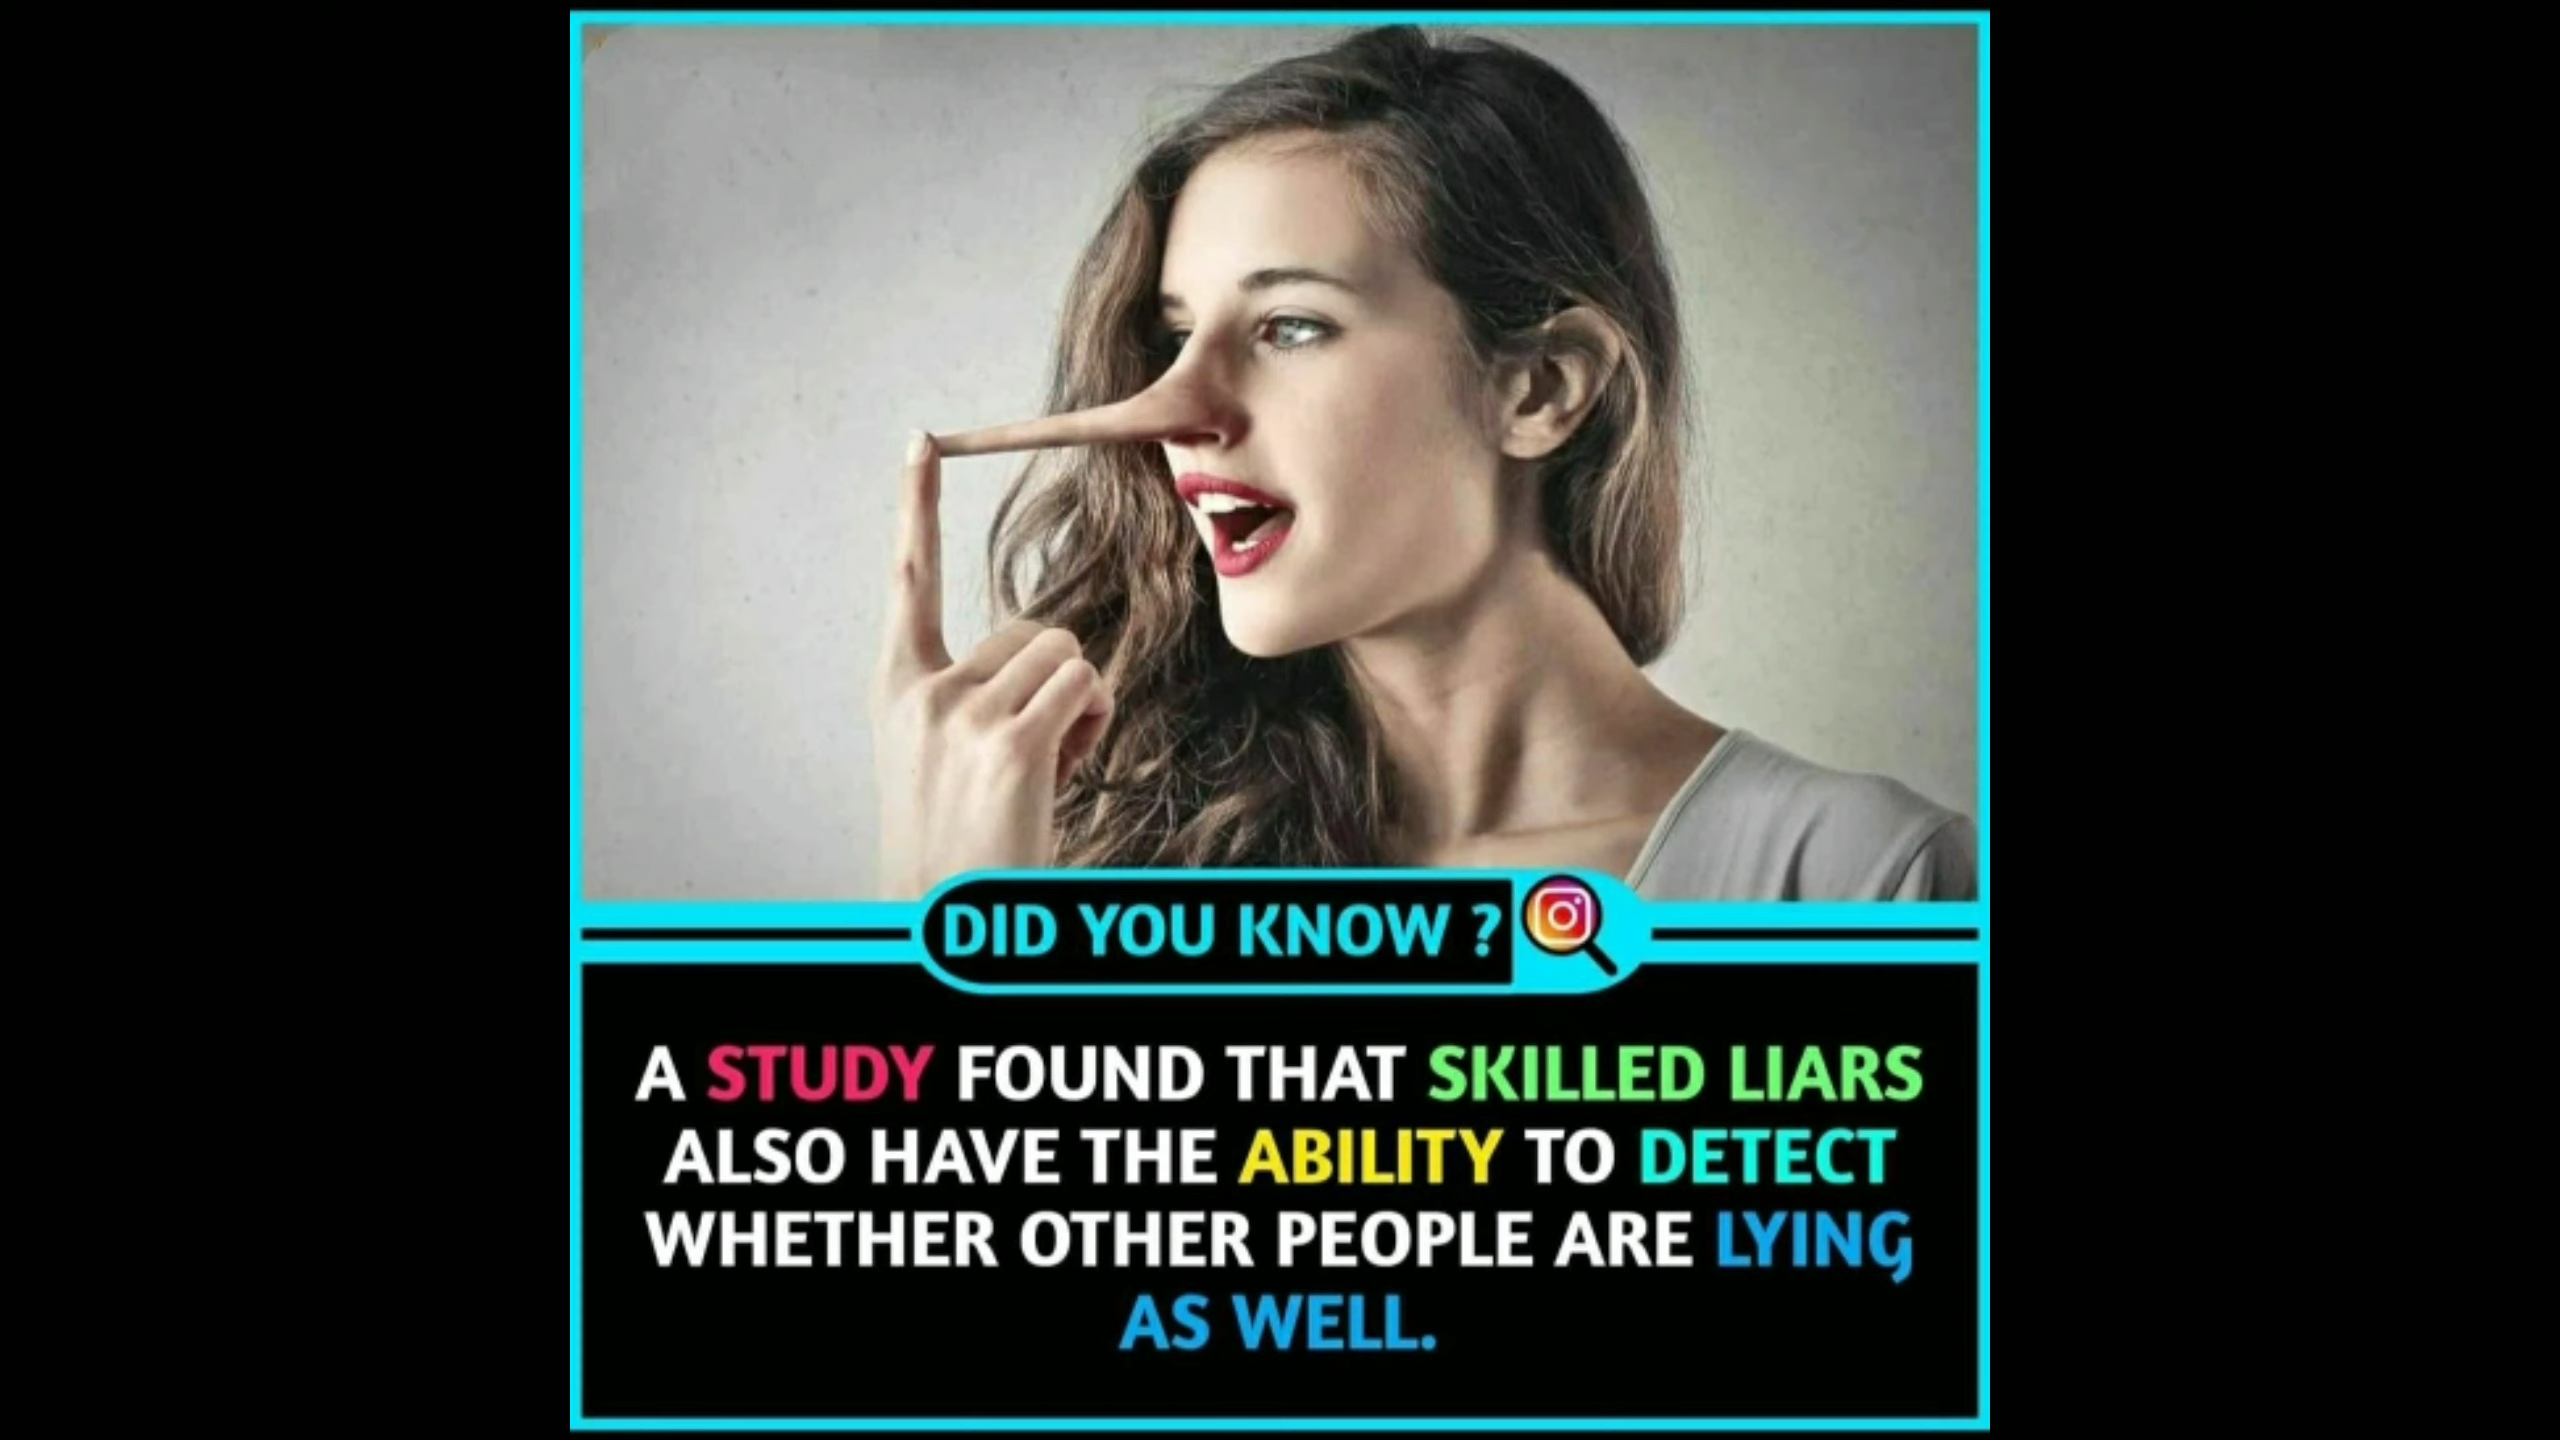 DID YOU KNOW ?
A STUDY FOUND THAT SKILLED LIARS
ALSO HAVE THE ABILITY TO DETECT
WHETHER OTHER PEOPLE ARE LYING
AS WELL.